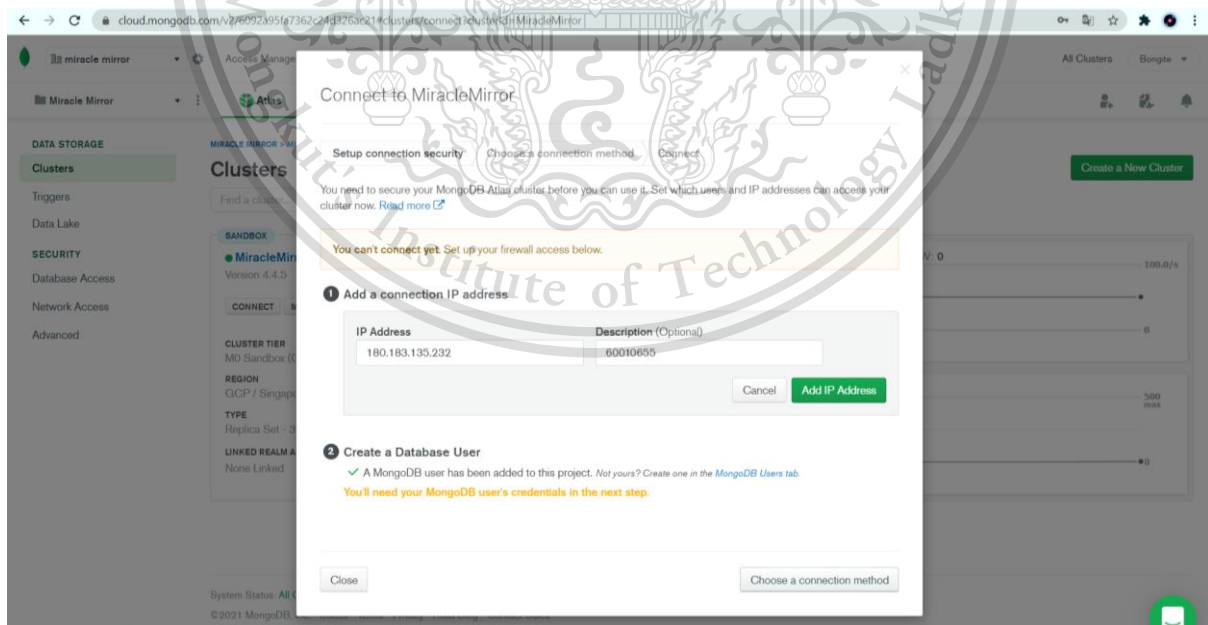 cloud.mongodb.com/v2/6092a95fa7362c24d326ac21#clusters/connect?clusterId=MiracleMirror
miracle mirror
Access Manage
All Clusters
Bongite
Miracle Mirror
Atlas
DATA STORAGE
Clusters
Triggers
Data Lake
SECURITY
Database Access
Network Access
Advanced
MIRACLE MIRROR >
Clusters
Find a cluster...
Create a New Cluster
SANDBOX
MiracleMir
Version 4.4.5
CONNECT
CLUSTER TIER
M0 Sandbox (
REGION
GCP / Singap
TYPE
Replica Set - 3
LINKED REALM A
None Linked
Connect to MiracleMirror
Setup connection security
Choose a connection method
Connect
You need to secure your MongoDB Atlas cluster before you can use it. Set which users and IP addresses can access your
cluster now. Read more
You can't connect yet. Set up your firewall access below.
1 Add a connection IP address
IP Address
Description (Optional)
180.183.135.232
60010655
Cancel
Add IP Address
2 Create a Database User
A MongoDB user has been added to this project. Not yours? Create one in the MongoDB Users tab.
You'll need your MongoDB user's credentials in the next step.
Close
Choose a connection method
100.0/s
0
500
max
0
System Status: All
©2021 MongoDB,
Institute of Technology Ladk